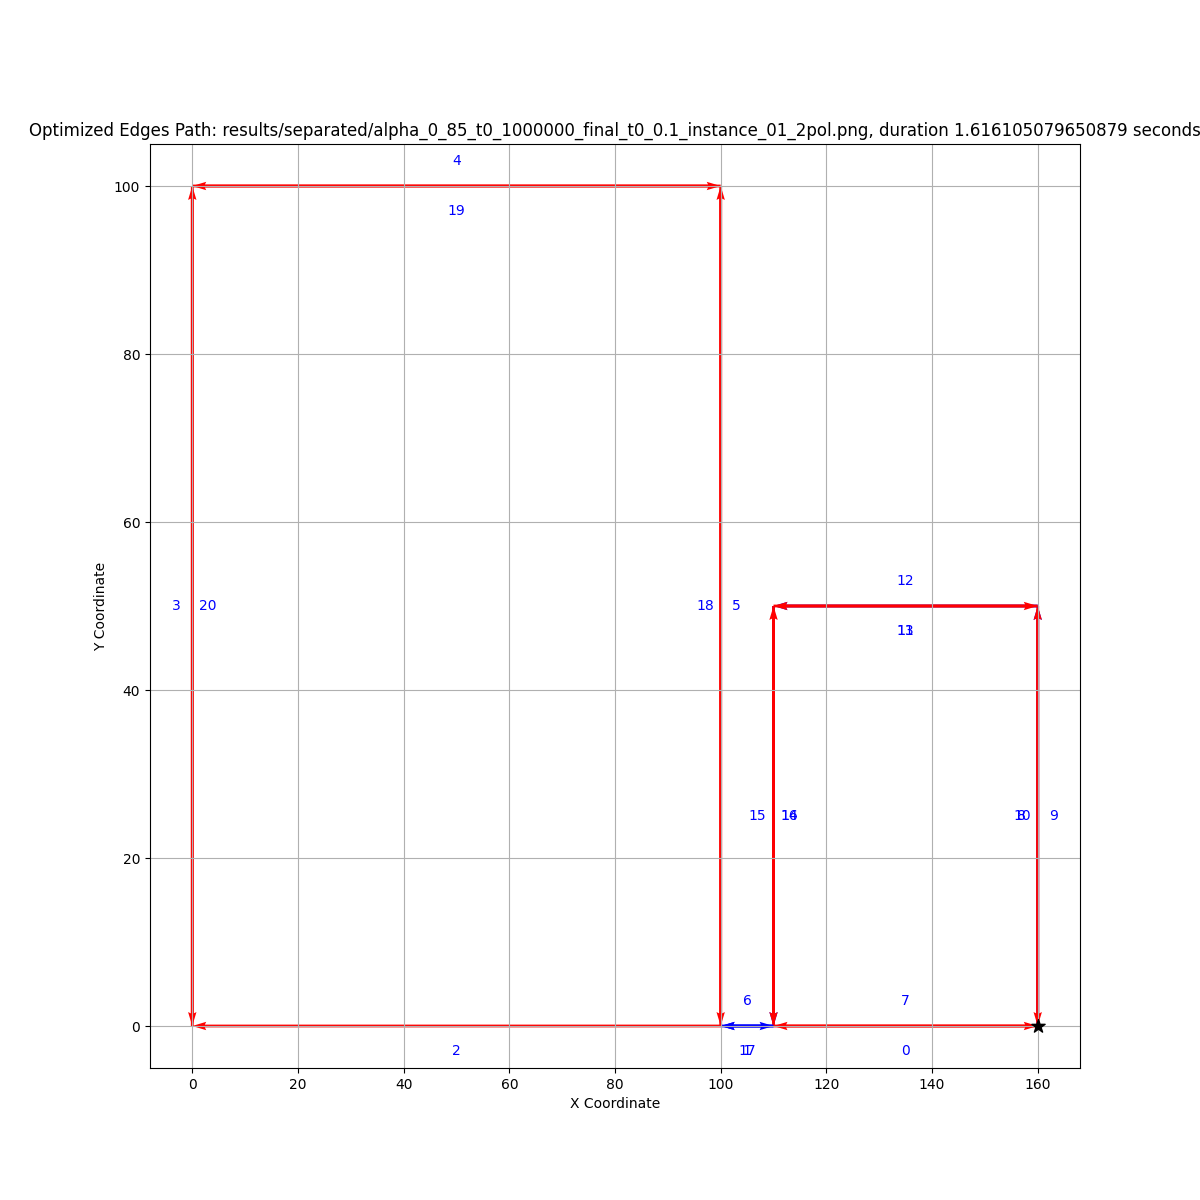 Optimized Edges Path: results/separated/alpha_0_85_t0_1000000_final_t0_0.1_instance_01_2pol.png, duration 1.616105079650879 seconds
4
100
19
80
60
12
Y Coordinate
3 20 18 5
40
15 9
20
6 7
0
2 0
0 20 40 60 80 100 120 140 160
X Coordinate